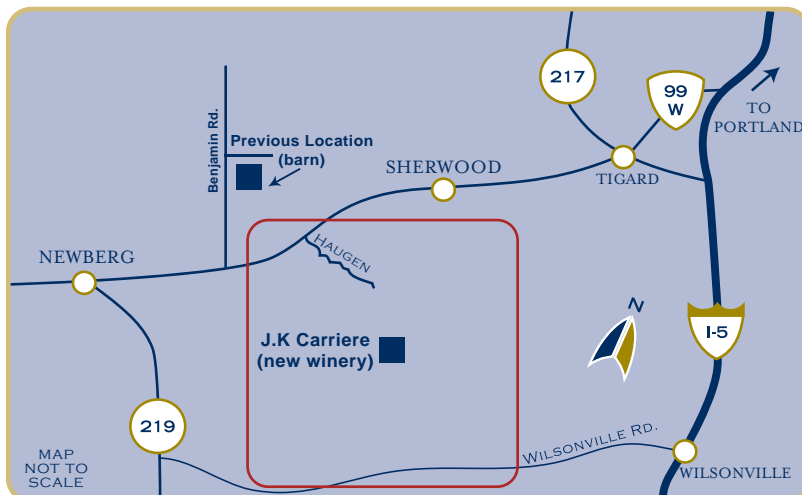 217
99
W
TO
PORTLAND
Benjamin Rd.
Previous Location
(barn)
SHERWOOD
TIGARD
HAUGEN
NEWBERG
N
J.K Carriere
(new winery)
I-5
219
WILSONVILLE RD.
MAP
NOT TO
SCALE
WILSONVILLE